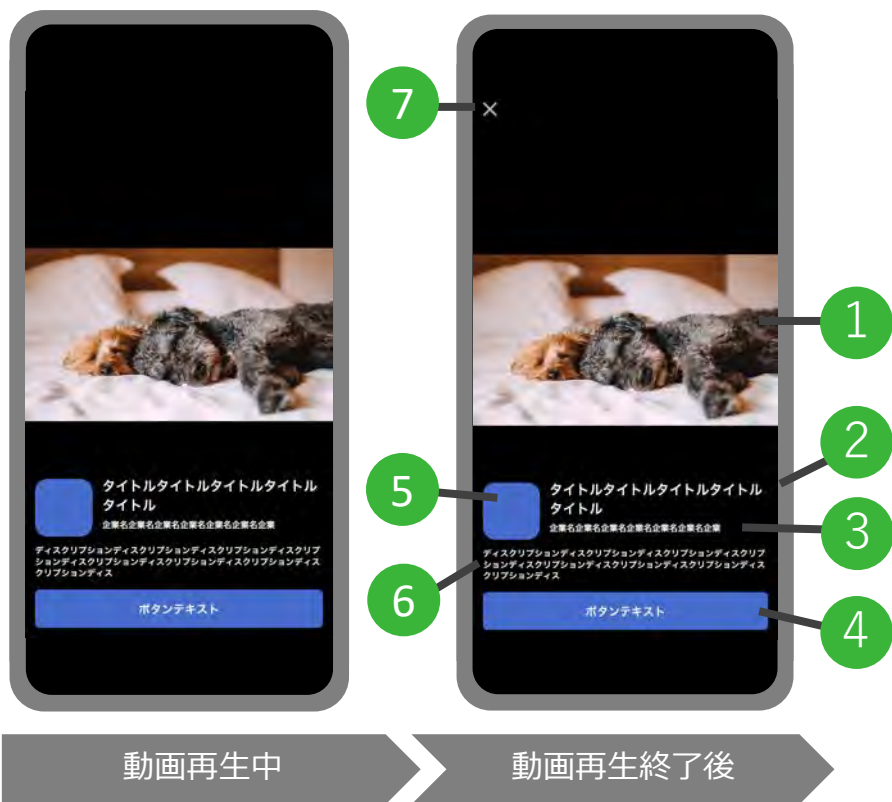 タイトルタイトルタイトルタイトル
タイトル
企業名企業名企業名企業名企業名企業名企業
ディスクリプションディスクリプションディスクリプションディスクリプ
ションディスクリプションディスクリプションディスクリプションディス
クリプションディス
ボタンテキスト
動画再生中
7
×
1
2
5
タイトルタイトルタイトルタイトル
タイトル
企業名企業名企業名企業名企業名企業名企業
3
6
ディスクリプションディスクリプションディスクリプションディスクリプ
ションディスクリプションディスクリプションディスクリプションディス
クリプションディス
ボタンテキスト
4
動画再生終了後